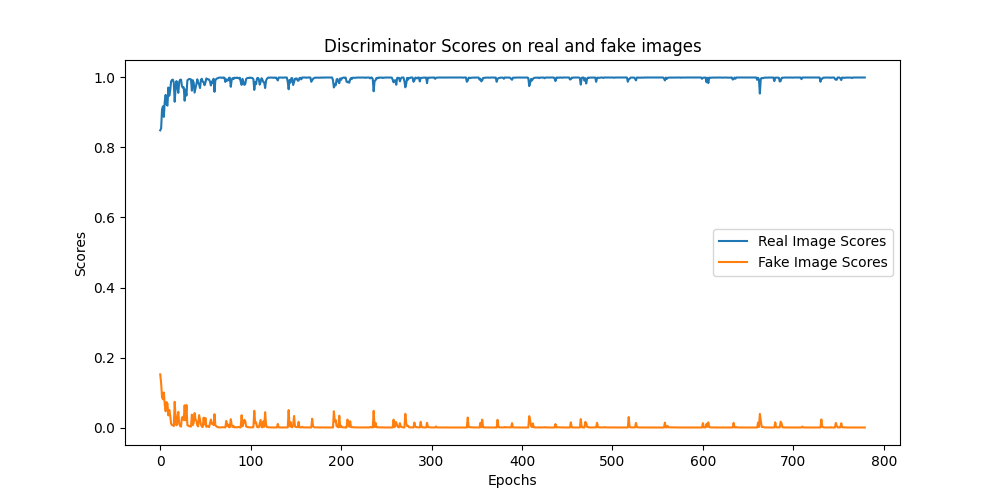 Discriminator Scores on real and fake images
1.0
0.8
0.6
0.4
0.2
0.0
Scores
Real Image Scores
Fake Image Scores
0 100 200 300 400 500 600 700 800
Epochs